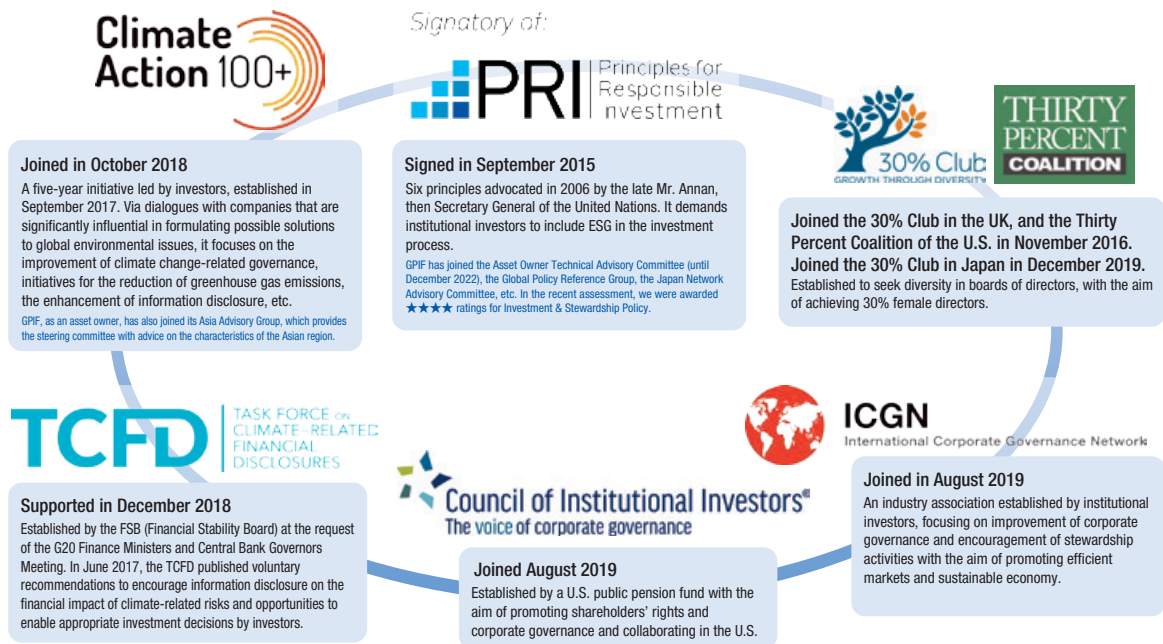 Climate
Action 100+
Joined in October 2018
A five-year initiative led by investors, established in
September 2017. Via dialogues with companies that are
significantly influential in formulating possible solutions
to global environmental issues, it focuses on the
improvement of climate change-related governance,
initiatives for the reduction of greenhouse gas emissions,
the enhancement of information disclosure, etc.
GPIF, as an asset owner, has also joined its Asia Advisory Group, which provides
the steering committee with advice on the characteristics of the Asian region.
Signatory of:
PRI
Principles for
Responsible
Investment
Signed in September 2015
Six principles advocated in 2006 by the late Mr. Annan,
then Secretary General of the United Nations. It demands
institutional investors to include ESG in the investment
process.
GPIF has joined the Asset Owner Technical Advisory Committee (until
December 2022), the Global Policy Reference Group, the Japan Network
Advisory Committee, etc. In the recent assessment, we were awarded
★★★★ ratings for Investment & Stewardship Policy.
30% Club
GROWTH THROUGH DIVERSITY
THIRTY
PERCENT
COALITION
Joined the 30% Club in the UK, and the Thirty
Percent Coalition of the U.S. in November 2016.
Joined the 30% Club in Japan in December 2019.
Established to seek diversity in boards of directors, with the aim
of achieving 30% female directors.
TCFD
TASK FORCE ON
CLIMATE-RELATED
FINANCIAL
DISCLOSURES
Supported in December 2018
Established by the FSB (Financial Stability Board) at the request
of the G20 Finance Ministers and Central Bank Governors
Meeting. In June 2017, the TCFD published voluntary
recommendations to encourage information disclosure on the
financial impact of climate-related risks and opportunities to
enable appropriate investment decisions by investors.
Council of Institutional Investors®
The voice of corporate governance
Joined August 2019
Established by a U.S. public pension fund with the
aim of promoting shareholders' rights and
corporate governance and collaborating in the U.S.
ICGN
International Corporate Governance Network
Joined in August 2019
An industry association established by institutional
investors, focusing on improvement of corporate
governance and encouragement of stewardship
activities with the aim of promoting efficient
markets and sustainable economy.